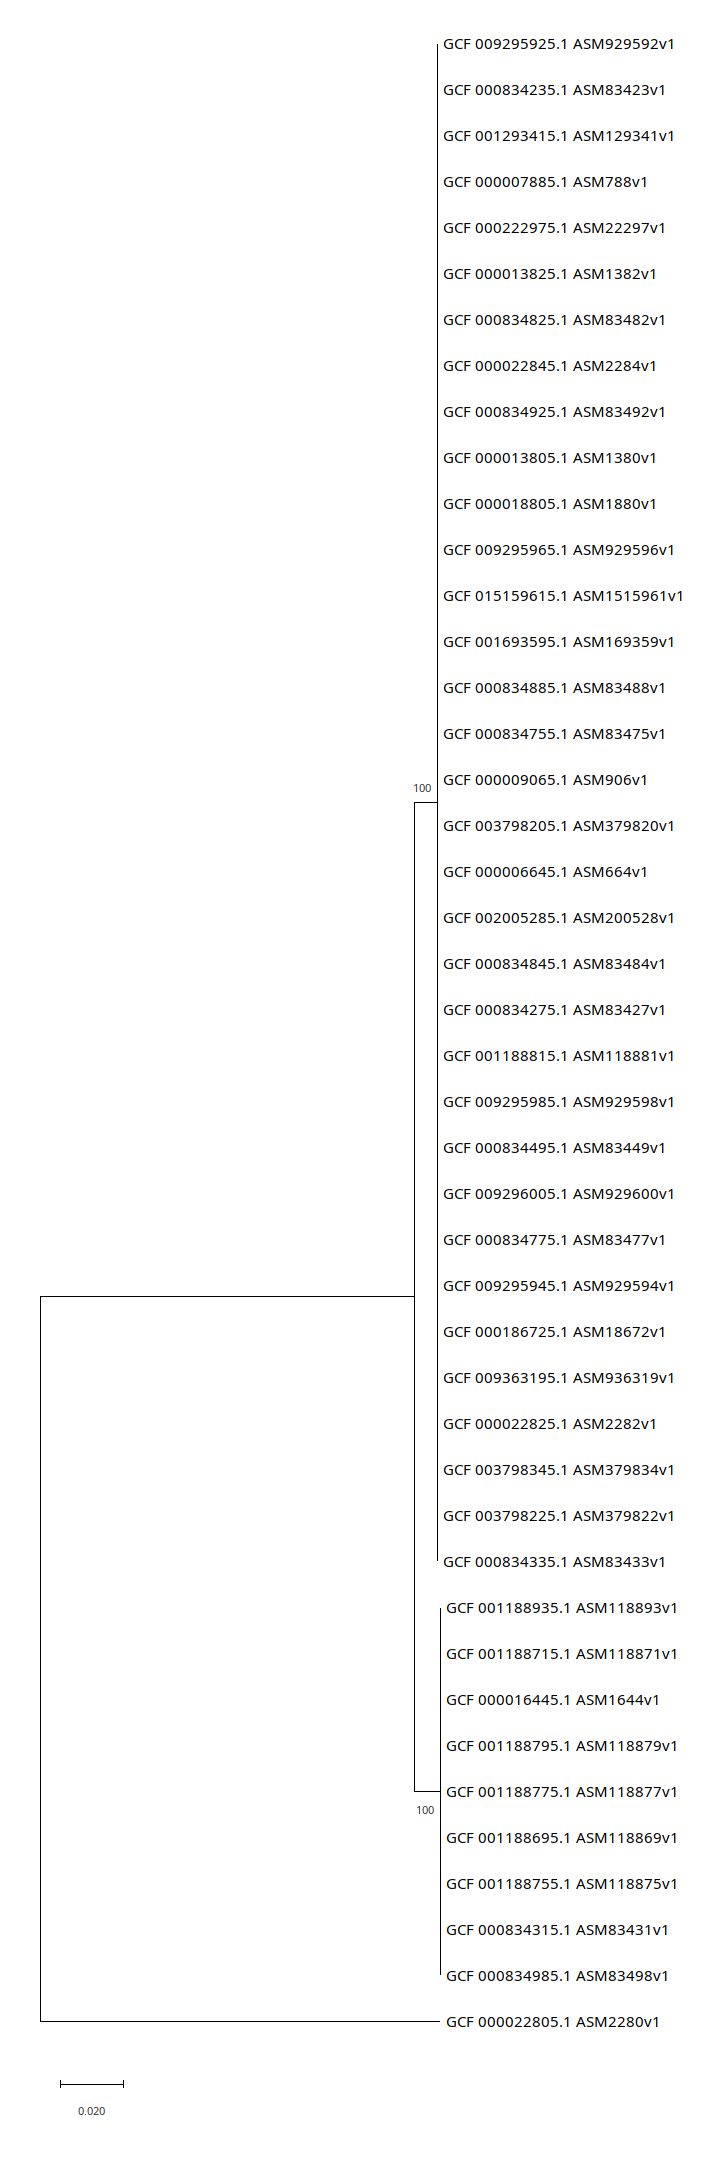 GCF 009295925.1 ASM929592v1
GCF 000834235.1 ASM83423v1
GCF 001293415.1 ASM129341v1
GCF 000007885.1 ASM788v1
GCF 000222975.1 ASM22297v1
GCF 000013825.1 ASM1382v1
GCF 000834825.1 ASM83482v1
GCF 000022845.1 ASM2284v1
GCF 000834925.1 ASM83492v1
GCF 000013805.1 ASM1380v1
GCF 000018805.1 ASM1880v1
GCF 009295965.1 ASM929596v1
GCF 015159615.1 ASM1515961v1
GCF 001693595.1 ASM169359v1
GCF 000834885.1 ASM83488v1
GCF 000834755.1 ASM83475v1
GCF 000009065.1 ASM906v1
100
GCF 003798205.1 ASM379820v1
GCF 000006645.1 ASM664v1
GCF 002005285.1 ASM200528v1
GCF 000834845.1 ASM83484v1
GCF 000834275.1 ASM83427v1
GCF 001188815.1 ASM118881v1
GCF 009295985.1 ASM929598v1
GCF 000834495.1 ASM83449v1
GCF 009296005.1 ASM929600v1
GCF 000834775.1 ASM83477v1
GCF 009295945.1 ASM929594v1
GCF 000186725.1 ASM18672v1
GCF 009363195.1 ASM936319v1
GCF 000022825.1 ASM2282v1
GCF 003798345.1 ASM379834v1
GCF 003798225.1 ASM379822v1
GCF 000834335.1 ASM83433v1
GCF 001188935.1 ASM118893v1
GCF 001188715.1 ASM118871v1
GCF 000016445.1 ASM1644v1
GCF 001188795.1 ASM118879v1
GCF 001188775.1 ASM118877v1
100
GCF 001188695.1 ASM118869v1
GCF 001188755.1 ASM118875v1
GCF 000834315.1 ASM83431v1
GCF 000834985.1 ASM83498v1
GCF 000022805.1 ASM2280v1
0.020